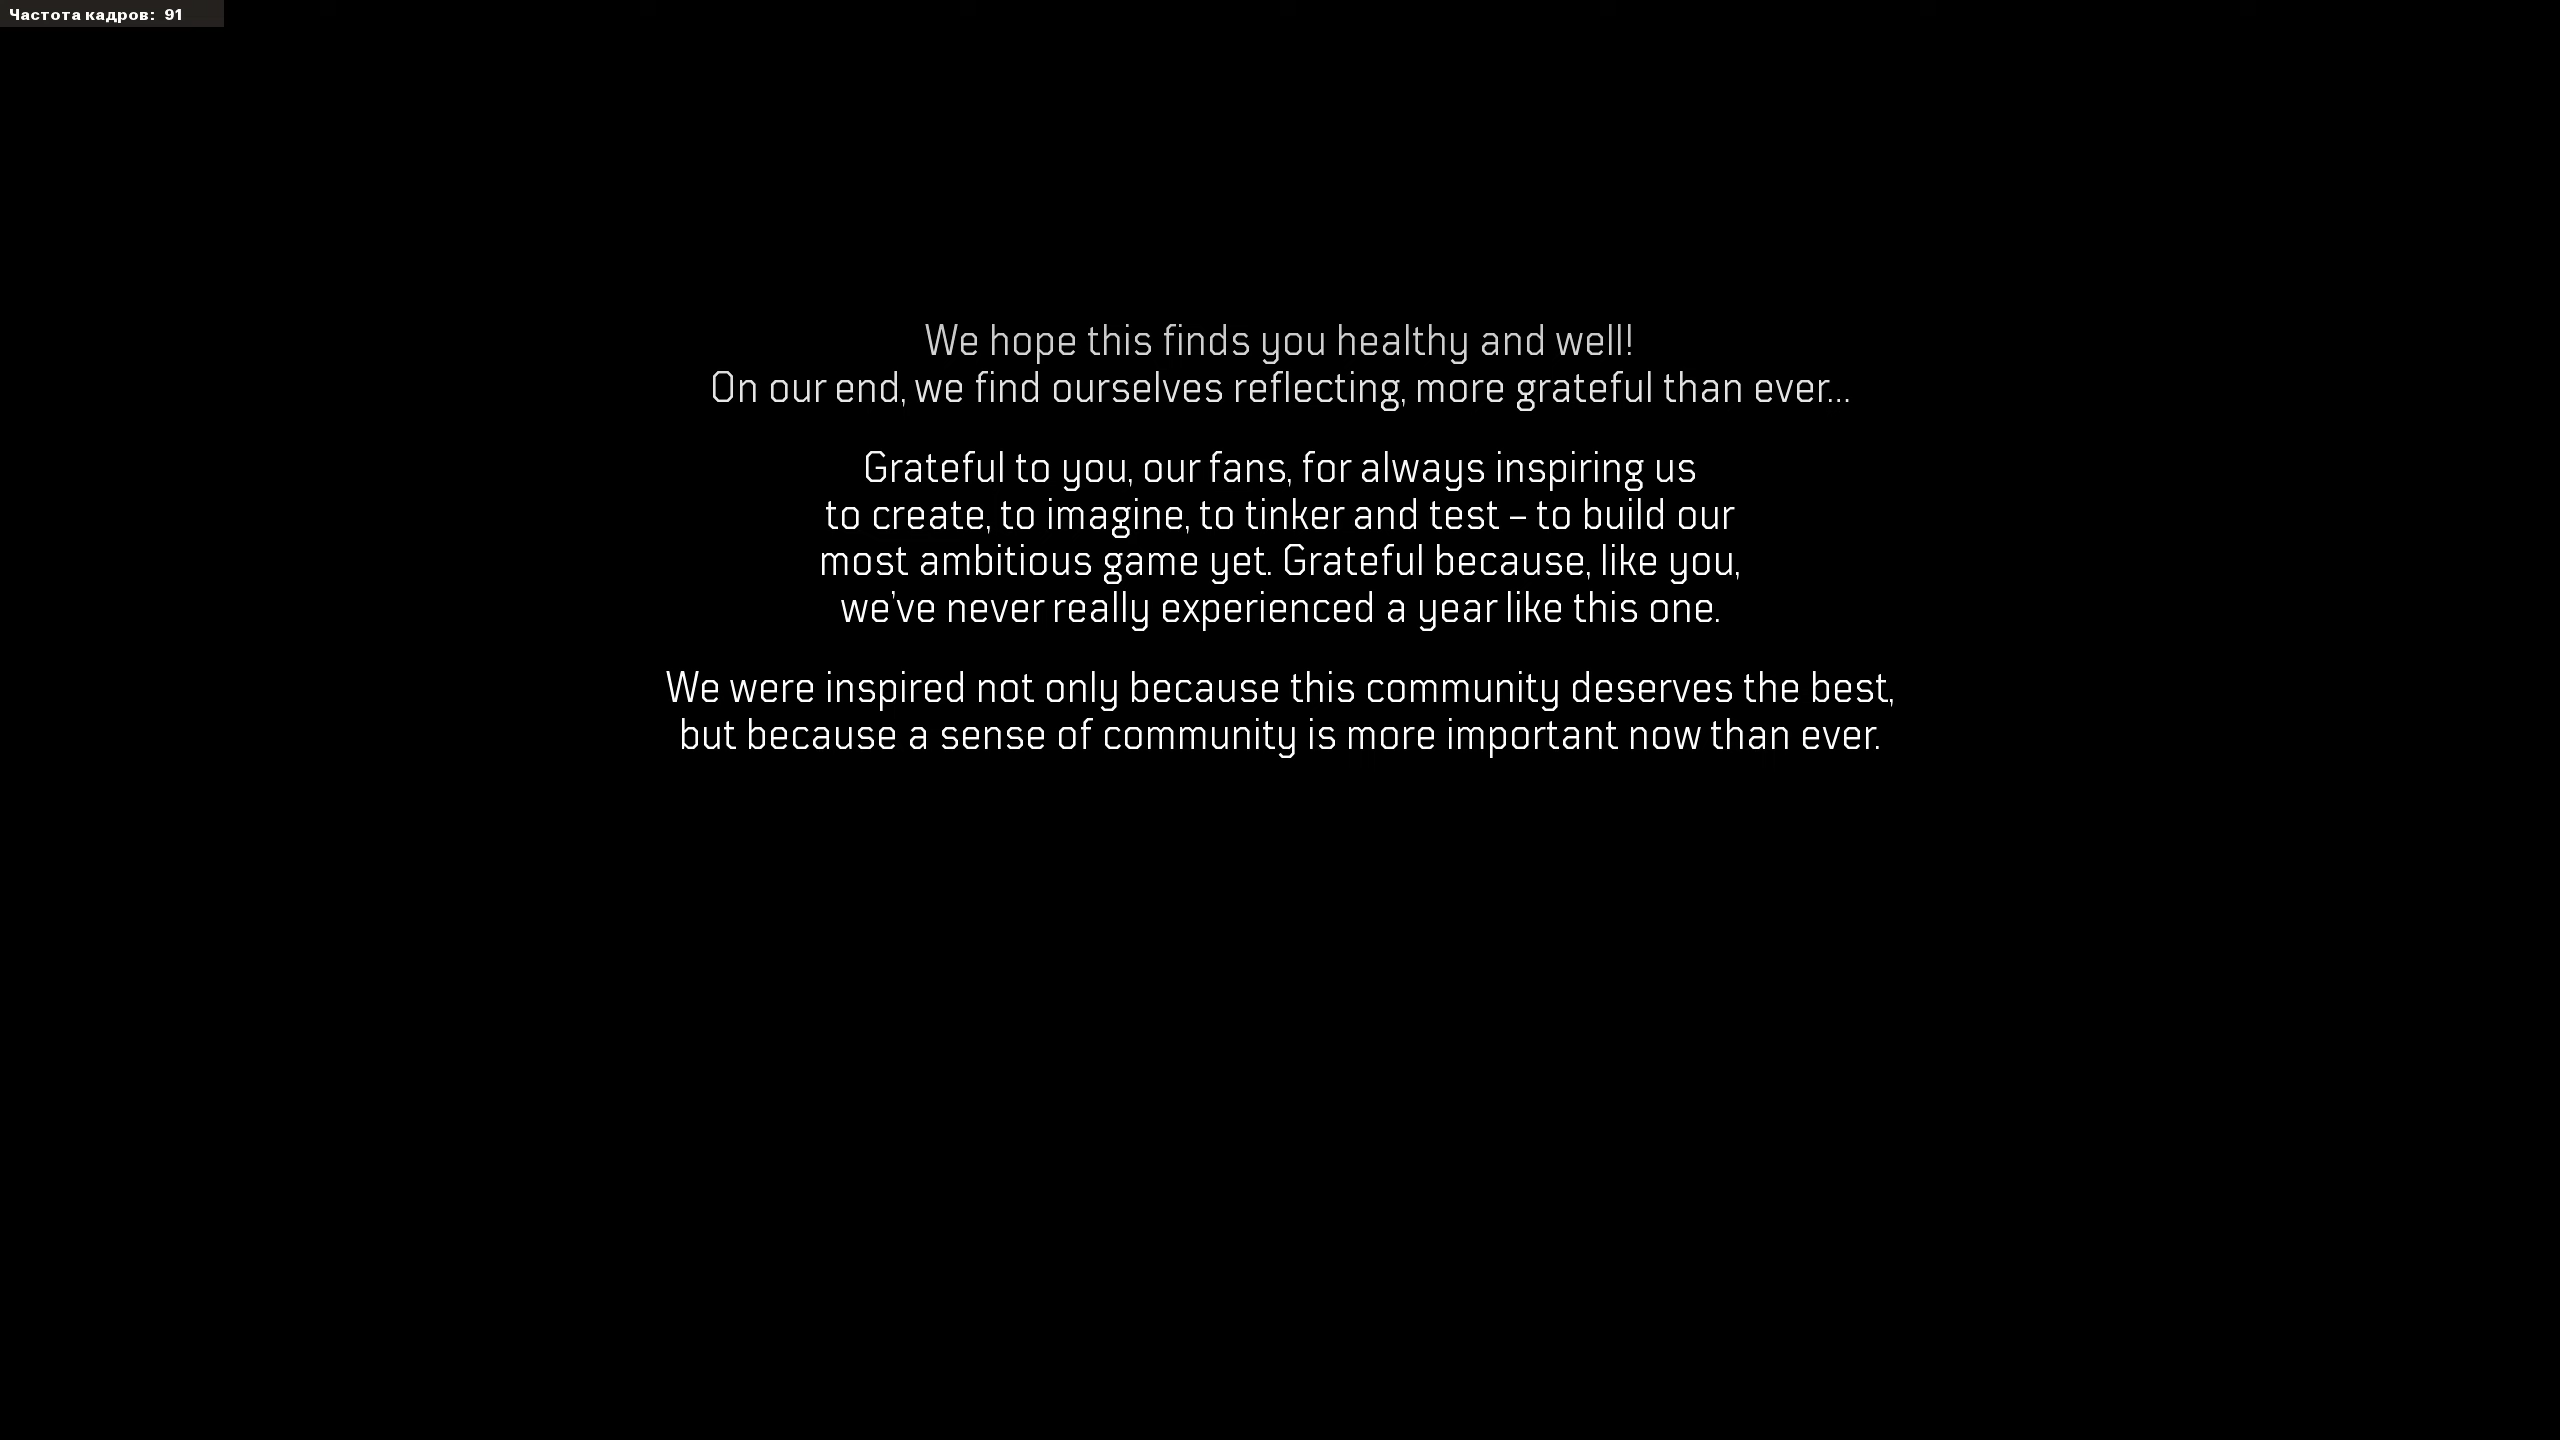 Частота кадров: 91
We hope this finds you healthy and well!
On our end, we find ourselves reflecting, more grateful than ever...
Grateful to you, our fans, for always inspiring us
to create, to imagine, to tinker and test – to build our
most ambitious game yet. Grateful because, like you,
we've never really experienced a year like this one.
We were inspired not only because this community deserves the best,
but because a sense of community is more important now than ever.